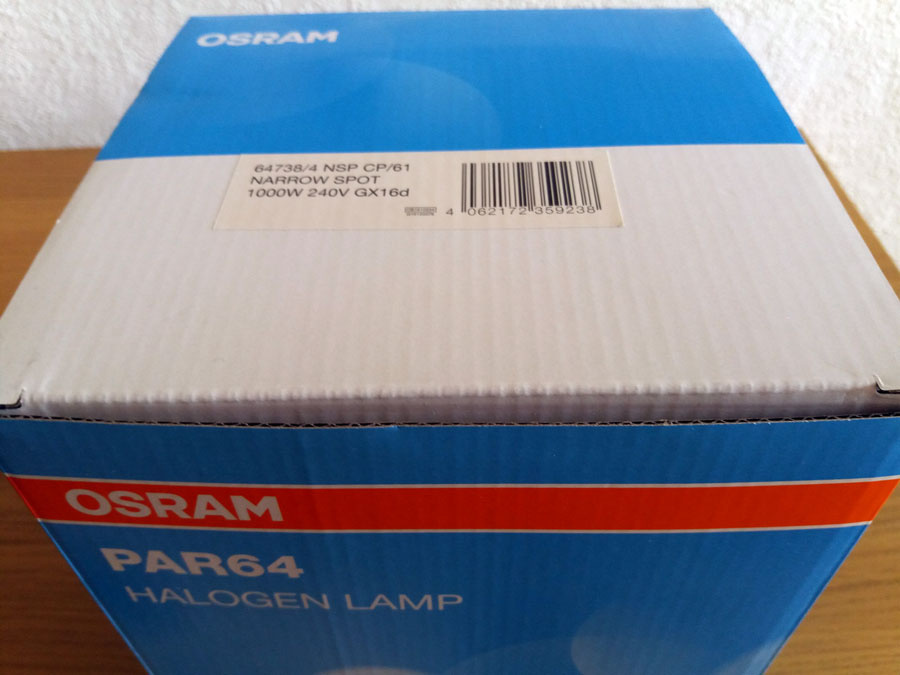 OSRAM
64738/4 NSP CP/61
NARROW SPOT
1000W 240V GX16d
4 062172 359238
OSRAM
PAR64
HALOGEN LAMP